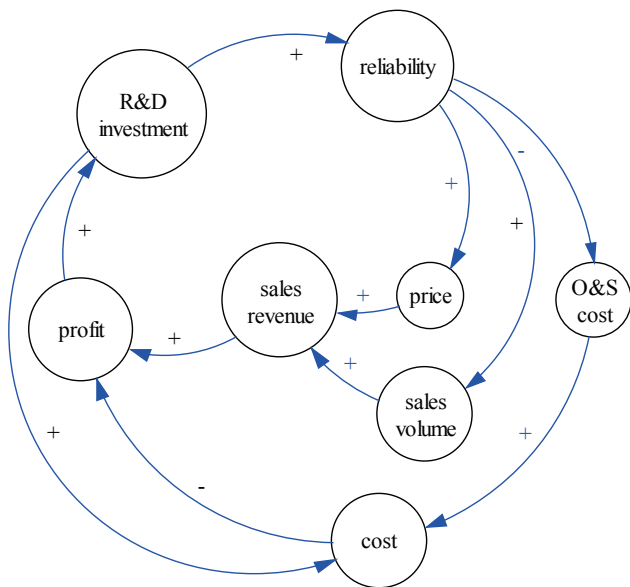 +
reliability
R&D
investment
-
+
+
+
sales
revenue
+
price
O&S
cost
profit
+
+
sales
volume
+
+
-
cost